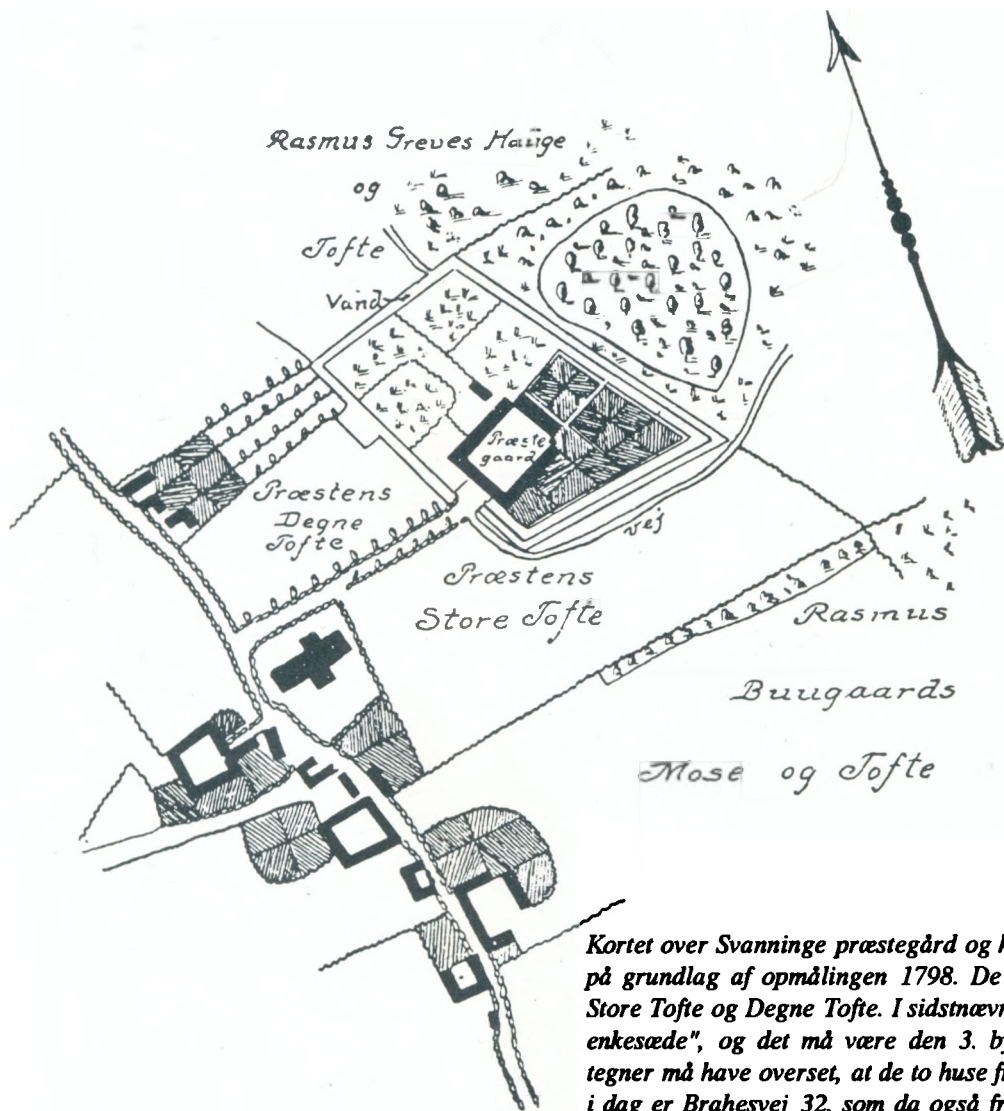 Rasmus Greves Hauge
og
Tofte
Vand
Præste
gaard
Præstens
Degne
Tofte
vej
Præstens
Store Tofte
Rasmus
Buugaards
Mose og Tofte
Kortet over Svanninge præstegård og
på grundlag af opmålingen 1798. De
Store Tofte og Degne Tofte. I sidstnævn
enkesæde", og det må være den 3. b
tegner må have overset, at de to huse f
i dag er Brahesvej 32, som da også fr